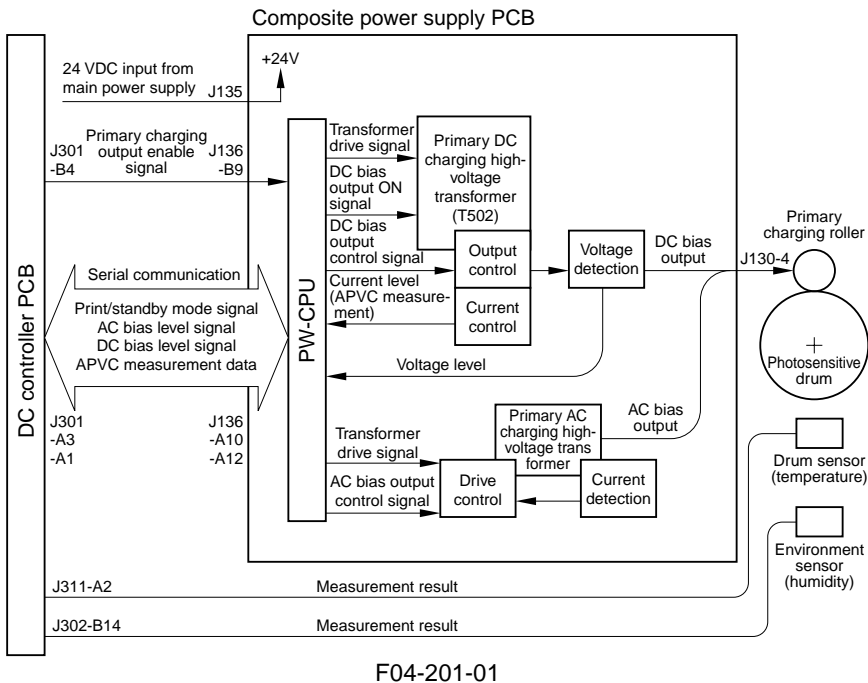 Composite power supply PCB
24 VDC input from
main power supply
J135
+24V
Primary charging
output enable
signal
J301
-B4
J136
-B9
Transformer
drive signal
DC bias
output ON
signal
DC bias
output
control signal
Current level
(APVC measure-
ment)
Primary DC
charging high-
voltage
transformer
(T502)
Output
control
Current
control
Voltage
detection
DC bias
output
J130-4
Primary
charging roller
Photosensitive
drum
DC controller PCB
Serial communication
Print/standby mode signal
AC bias level signal
DC bias level signal
APVC measurement data
PW-CPU
Voltage level
J301
-A3
-A1
J136
-A10
-A12
Transformer
drive signal
AC bias output
control signal
Primary AC
charging high-
voltage trans
former
Drive
control
Current
detection
AC bias
output
Drum sensor
(temperature)
Environment
sensor
(humidity)
J311-A2
Measurement result
J302-B14
Measurement result
F04-201-01